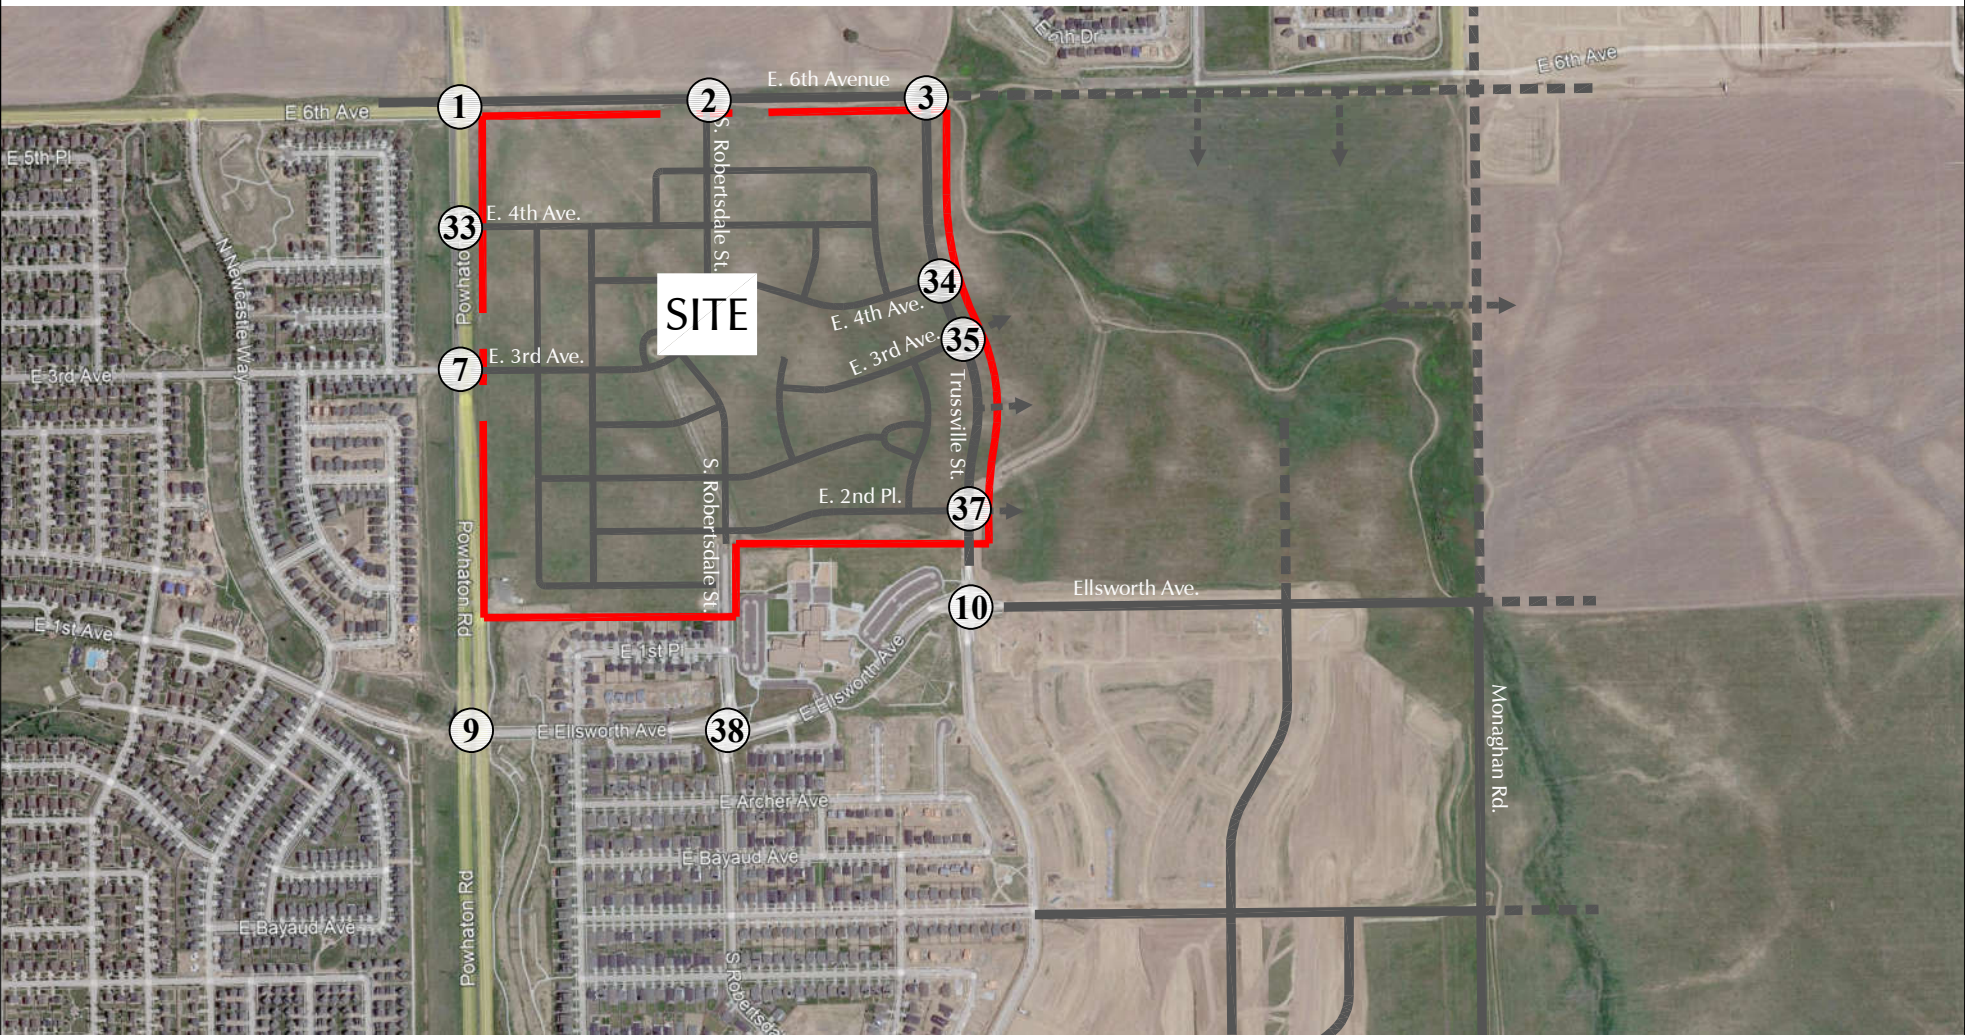 E 6th Dr
E. 6th Avenue
E 6th Ave
1
2
3
E 6th Ave
E 5th Pl
S. Robertsdale St.
E. 4th Ave.
33
N Newcastle Way
Powhaton
34
SITE
E. 4th Ave.
E. 3rd Ave.
35
E. 3rd Ave.
E 3rd Ave
7
Trussville St.
S. Robertsdale St.
E. 2nd Pl.
37
Powhaton Rd
Ellsworth Ave.
10
E 1st Ave
E 1st Pl
E Ellsworth Ave
9
E Ellsworth Ave
38
Monaghan Rd.
E Archer Ave
E Bayaud Ave
Powhaton Rd
E Bayaud Ave
S Robertsda